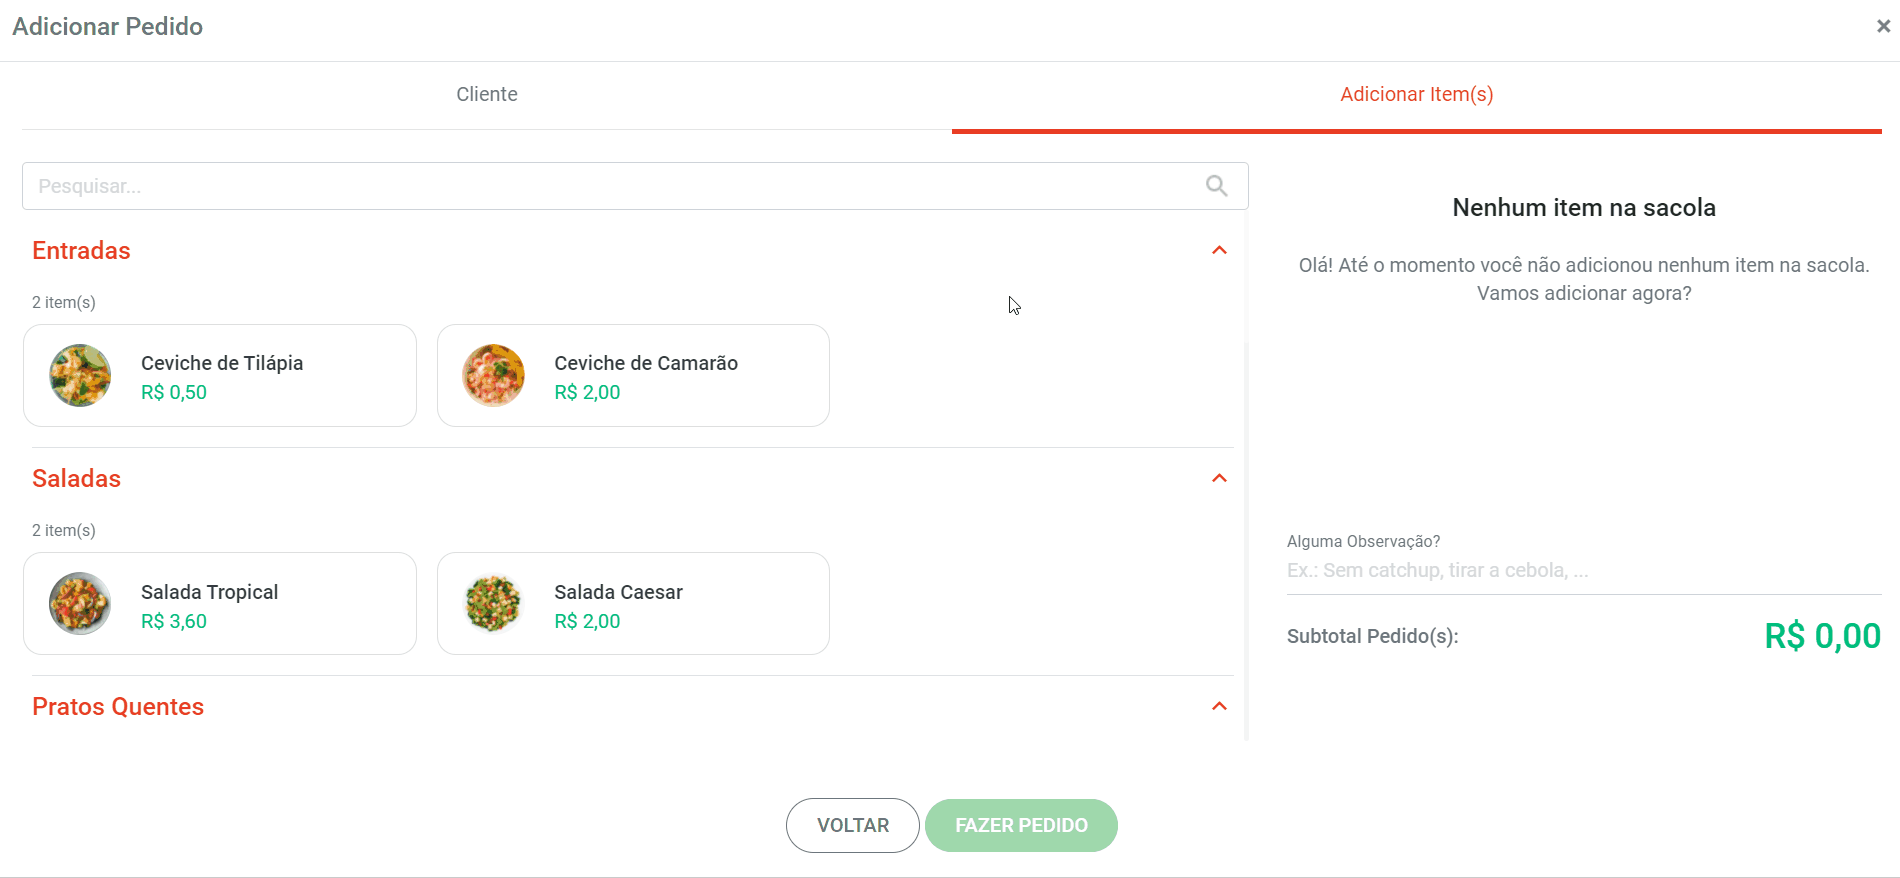 Adicionar Pedido
×
Cliente
Adicionar Item(s)
Pesquisar...
Entradas
2 item(s)
Ceviche de Tilápia
R$ 0,50
Ceviche de Camarão
R$ 2,00
Saladas
2 item(s)
Salada Tropical
R$ 3,60
Salada Caesar
R$ 2,00
Pratos Quentes
Nenhum item na sacola
Olá! Até o momento você não adicionou nenhum item na sacola.
Vamos adicionar agora?
Alguma Observação?
Ex.: Sem catchup, tirar a cebola, ...
Subtotal Pedido(s):
R$ 0,00
VOLTAR
FAZER PEDIDO